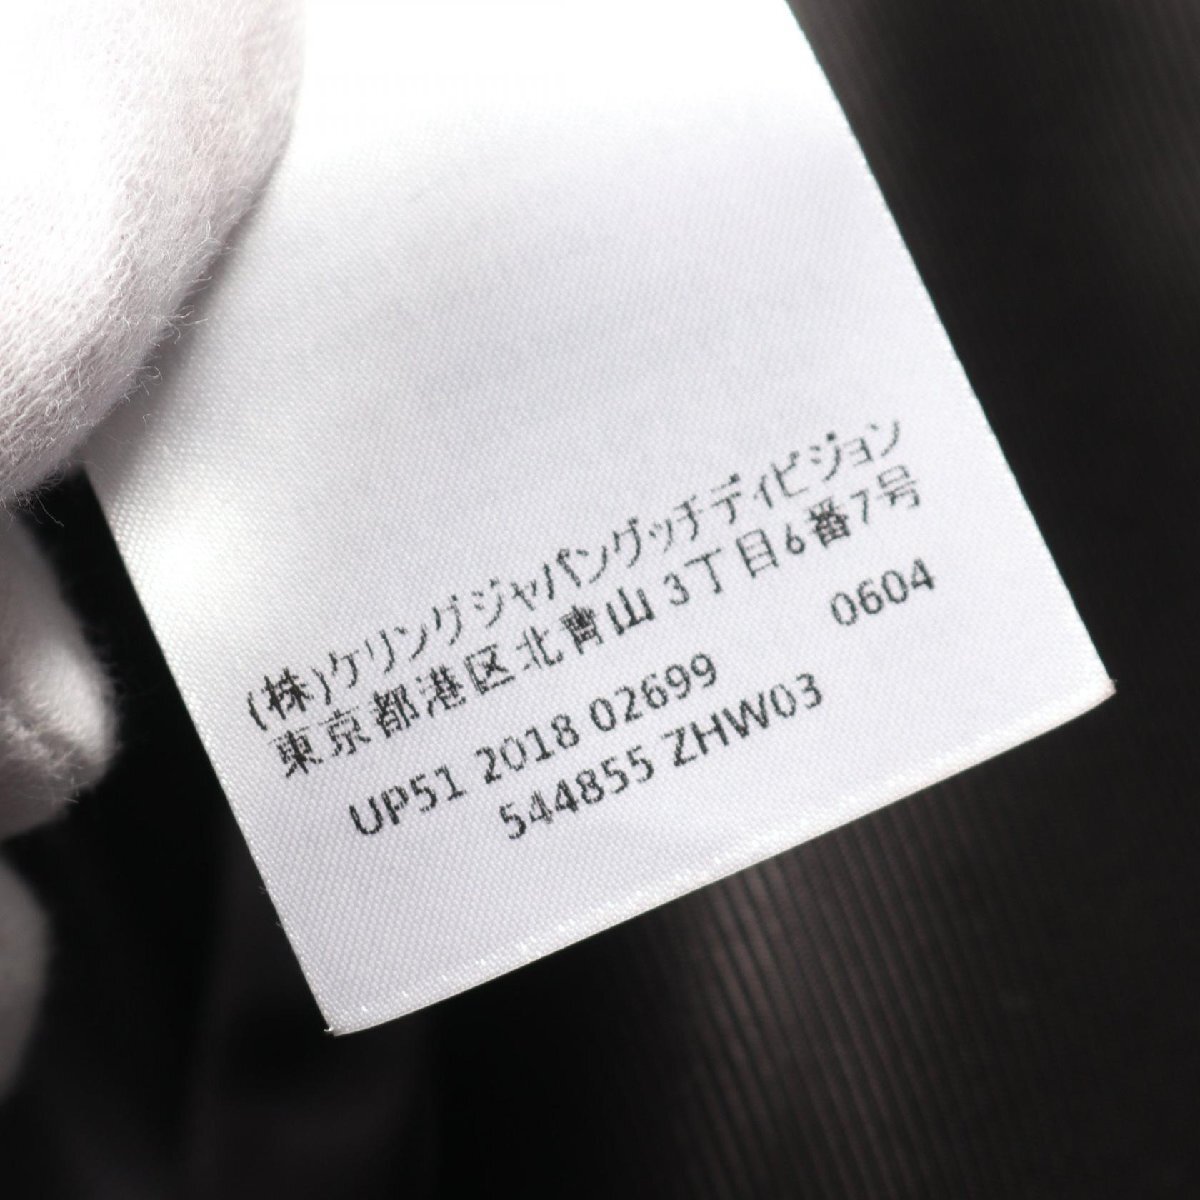 (株)ケリングジャパングッチディビジョン
東京都港区北青山3丁目6番7号
0604
UP51 2018 02699
544855 ZHW03